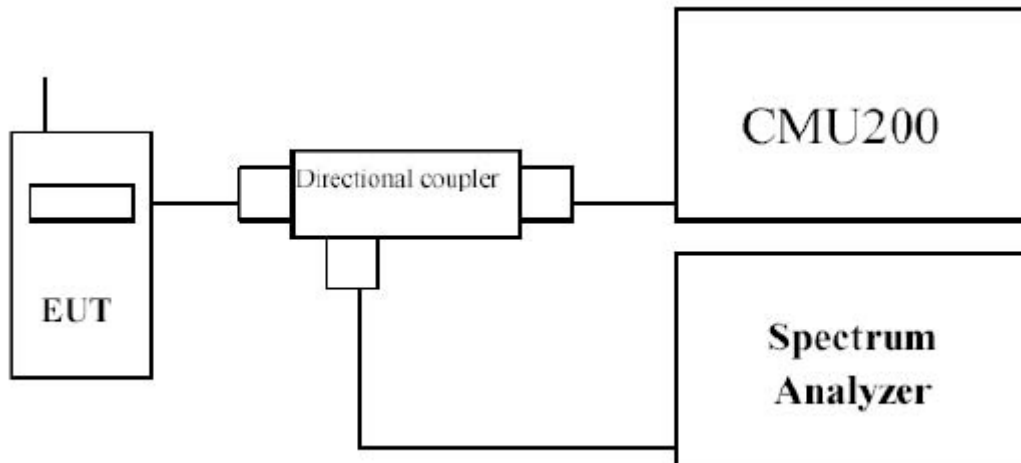 CMU200
Directional coupler
EUT
Spectrum
Analyzer